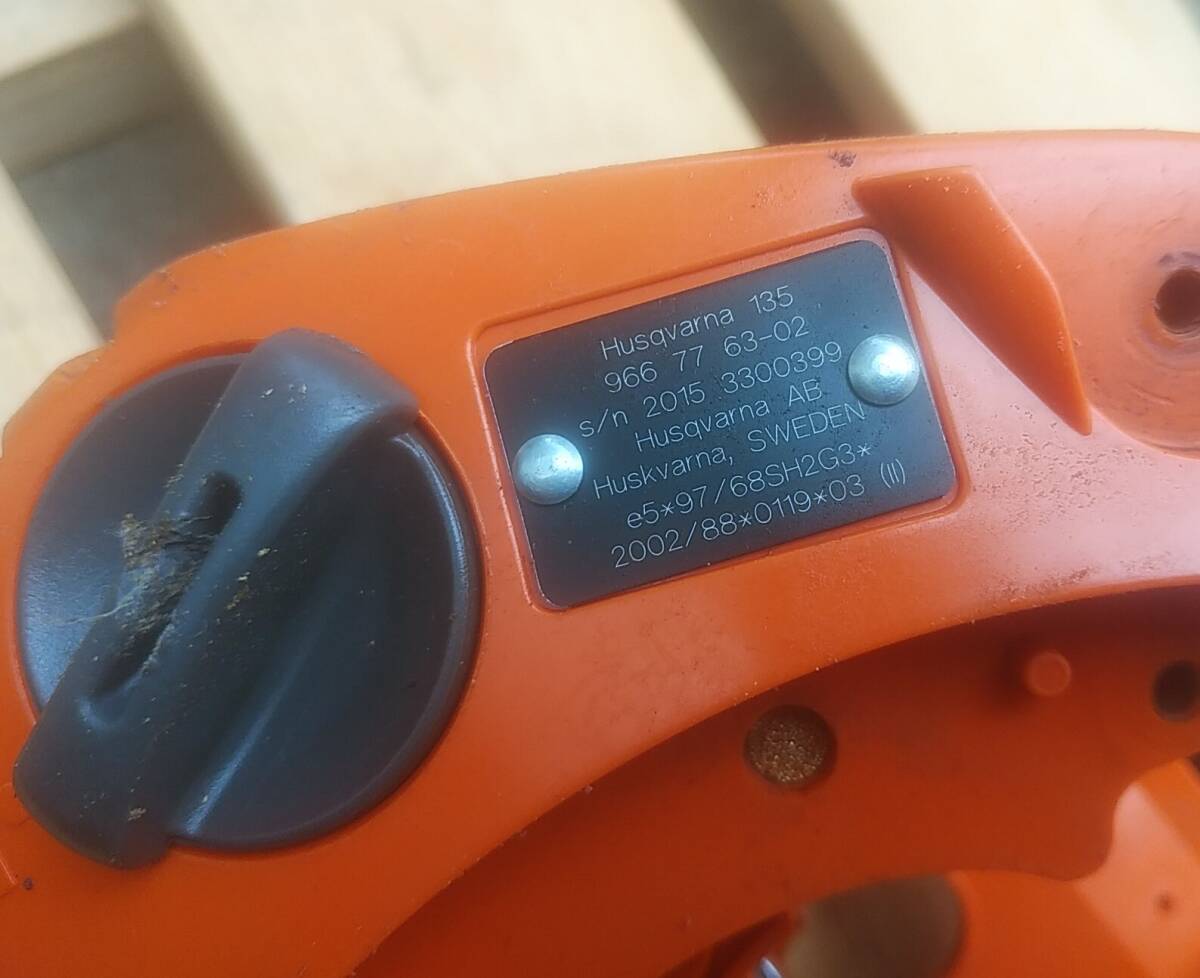 Husqvarna 135
966 77 63-02
s/n 2015 3300399
Husqvarna AB
Huskvarna, SWEDEN
e5*97/68SH2G3*
2002/88*0119*03 (II)